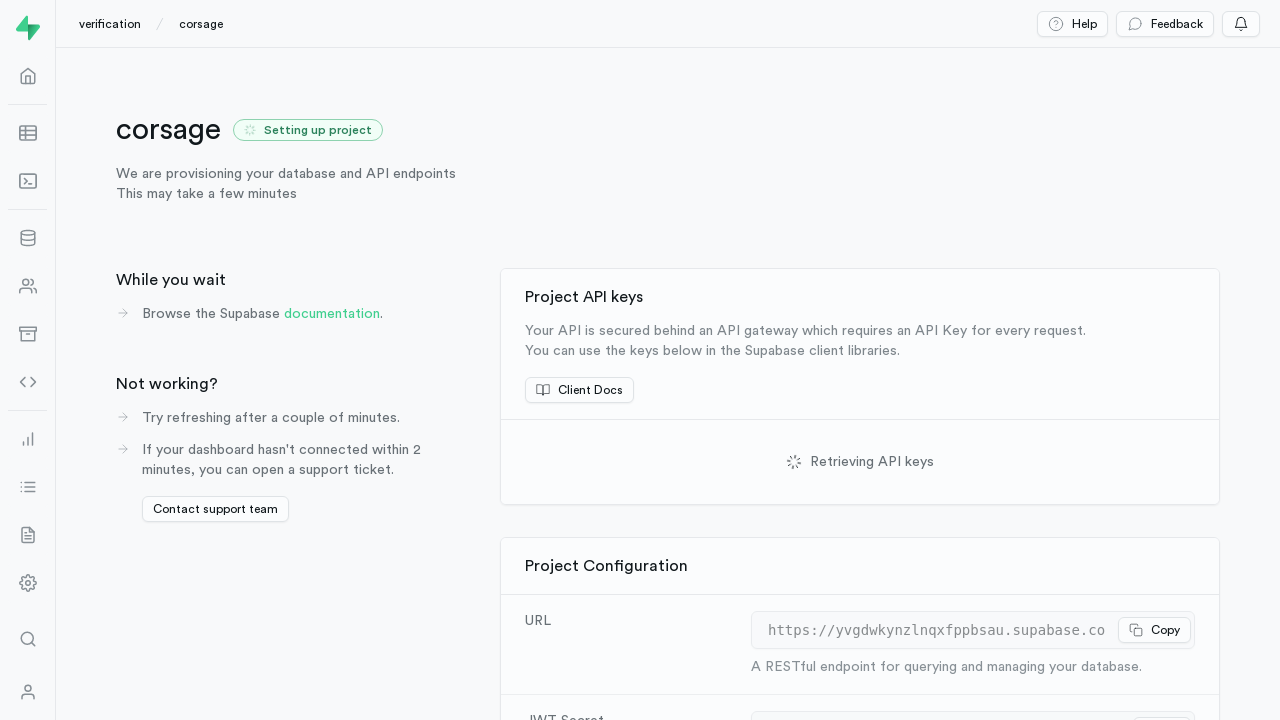 verification / corsage
Help
Feedback
corsage
Setting up project
We are provisioning your database and API endpoints
This may take a few minutes
While you wait
Browse the Supabase documentation.
Not working?
Try refreshing after a couple of minutes.
If your dashboard hasn't connected within 2
minutes, you can open a support ticket.
Contact support team
Project API keys
Your API is secured behind an API gateway which requires an API Key for every request.
You can use the keys below in the Supabase client libraries.
Client Docs
Retrieving API keys
Project Configuration
URL
https://yvgdwkynzlnqxfppbsau.supabase.co
Copy
A RESTful endpoint for querying and managing your database.
JWT Secret